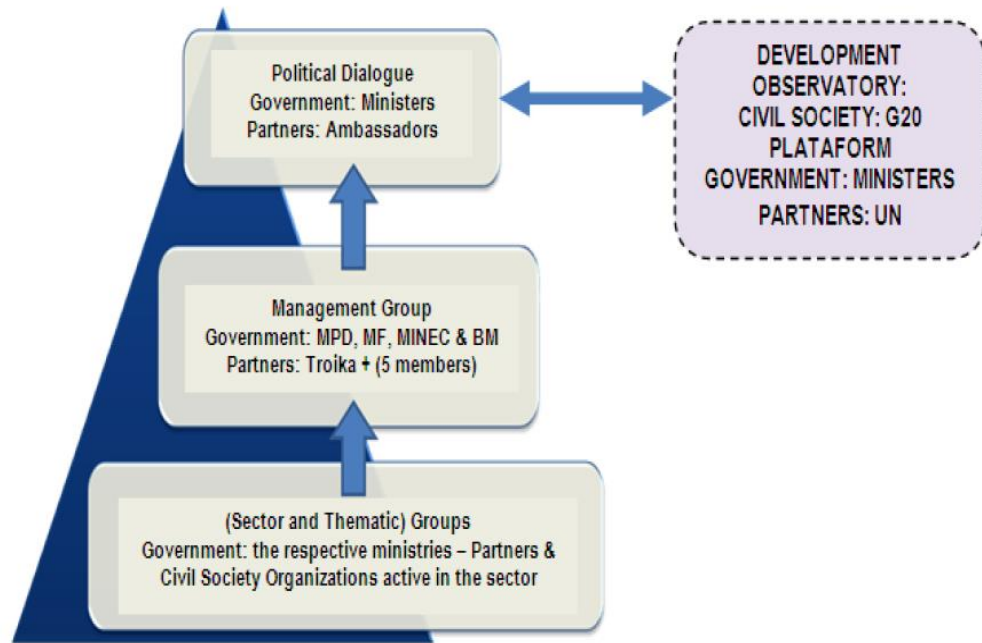 Political Dialogue
Government: Ministers
Partners: Ambassadors
DEVELOPMENT
OBSERVATORY:
CIVIL SOCIETY: G20
PLATAFORM
GOVERNMENT: MINISTERS
PARTNERS: UN
Management Group
Government: MPD, MF, MINEC & BM
Partners: Troika + (5 members)
(Sector and Thematic) Groups
Government: the respective ministries – Partners &
Civil Society Organizations active in the sector